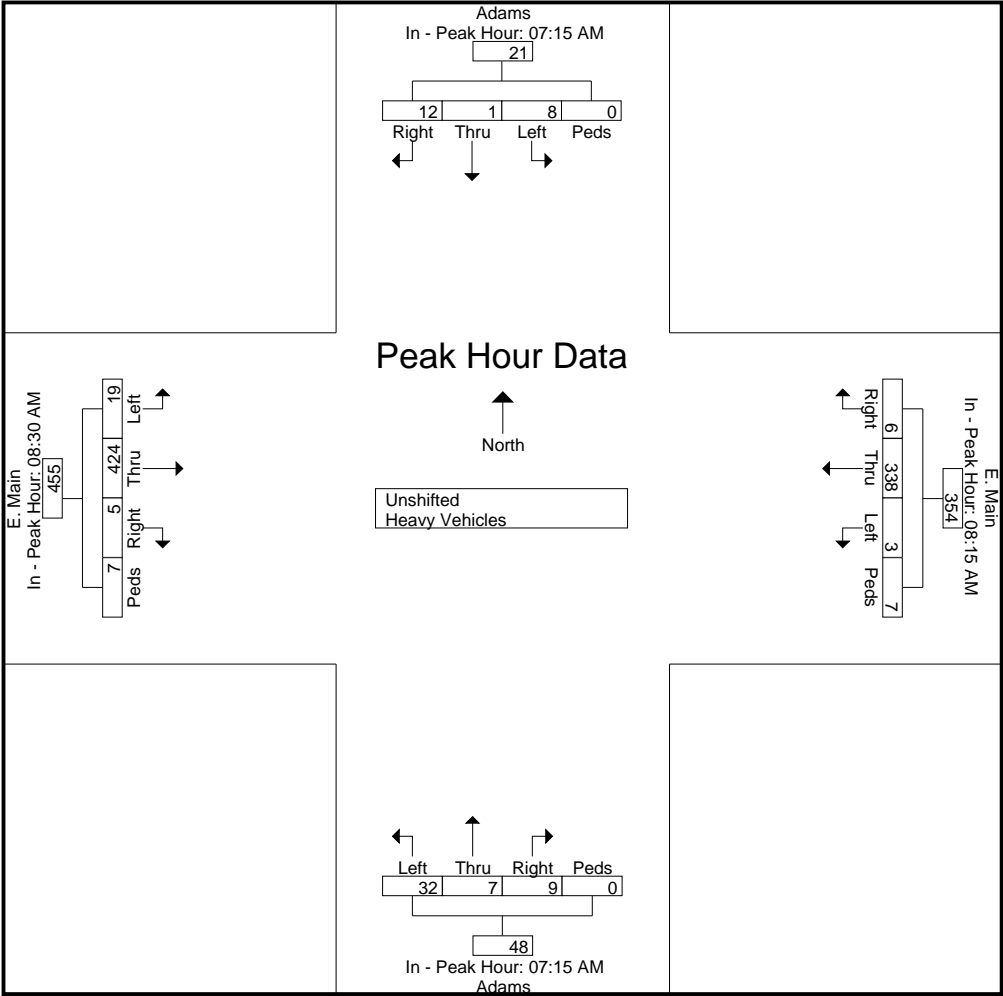 Adams
In - Peak Hour: 07:15 AM
21
12 1 8 0
Right Thru Left Peds
Peak Hour Data
North
Unshifted
Heavy Vehicles
E. Main
In - Peak Hour: 08:30 AM
455
19 424 5 7
Left Thru Right Peds
E. Main
In - Peak Hour: 08:15 AM
354
6 338 3 7
Right Thru Left Peds
Left Thru Right Peds
32 7 9 0
48
In - Peak Hour: 07:15 AM
Adams